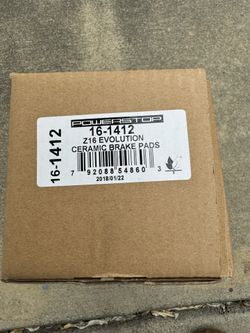 POWERSTOP
16-1412
Z16 EVOLUTION
CERAMIC BRAKE PADS
16-1412
7 92088 54860 3
2018/01/22